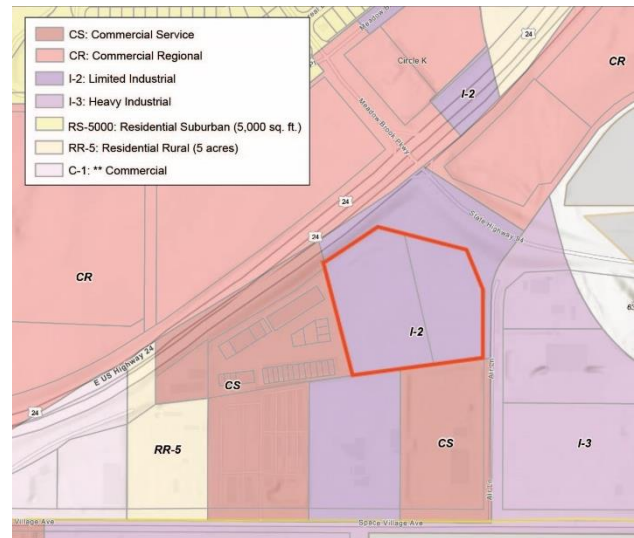 CS: Commercial Service
CR: Commercial Regional
I-2: Limited Industrial
I-3: Heavy Industrial
RS-5000: Residential Suburban (5,000 sq. ft.)
RR-5: Residential Rural (5 acres)
C-1: ** Commercial
Circle K
24
CR
I-2
Meadow Brook Pkwy
24
24
State Highway 94
24
CR
I-2
E US Highway 24
CS
24
RR-5
CS
I-3
Village Ave
Space Village Ave